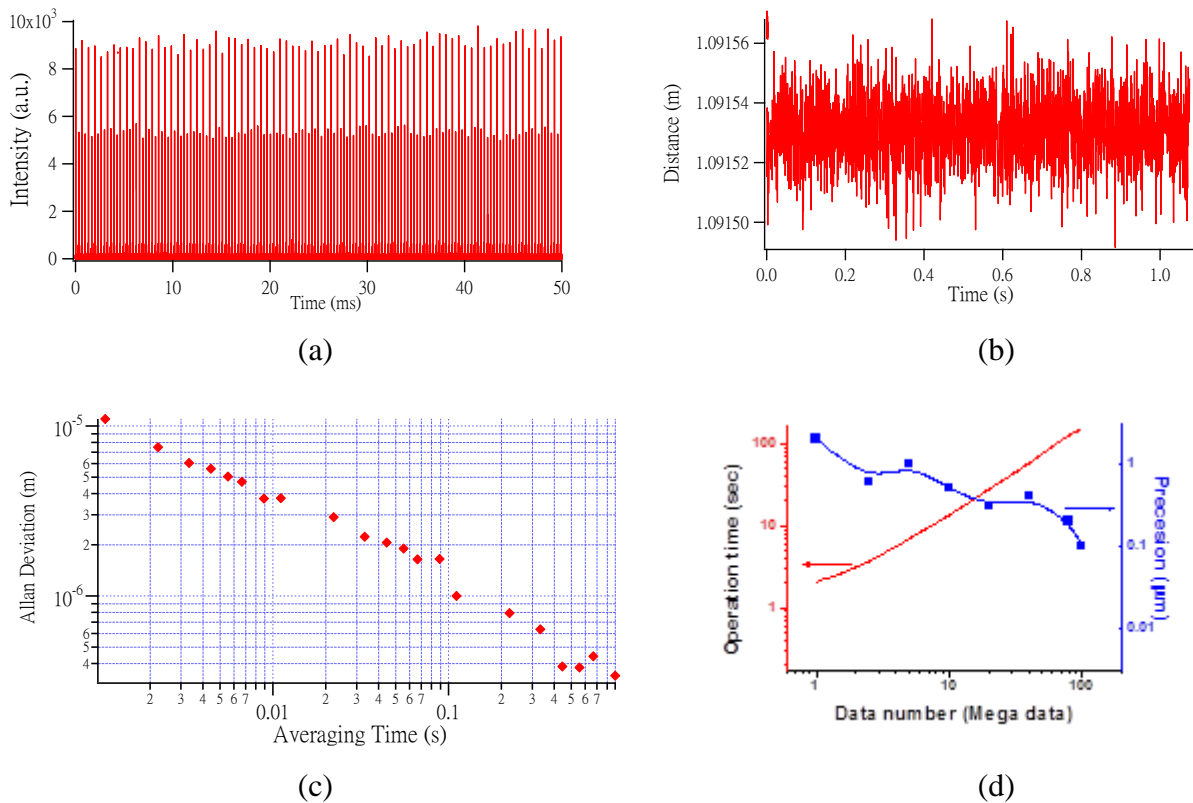 10x10³
8
6
4
2
0
Intensity (a.u.)
0 10 20 30 40 50
Time (ms)
(a)
1.09156
1.09154
1.09152
1.09150
Distance (m)
0.0 0.2 0.4 0.6 0.8 1.0
Time (s)
(b)
10⁻⁵
6
5
4
3
2
10⁻⁶
6
5
4
Allan Deviation (m)
2 3 4 5 6 7 0.01 2 3 4 5 6 7 0.1 2 3 4 5 6 7
Averaging Time (s)
(c)
100
10
1
Operation time (sec)
1
0.1
0.01
Precesion (μm)
1 10 100
Data number (Mega data)
(d)